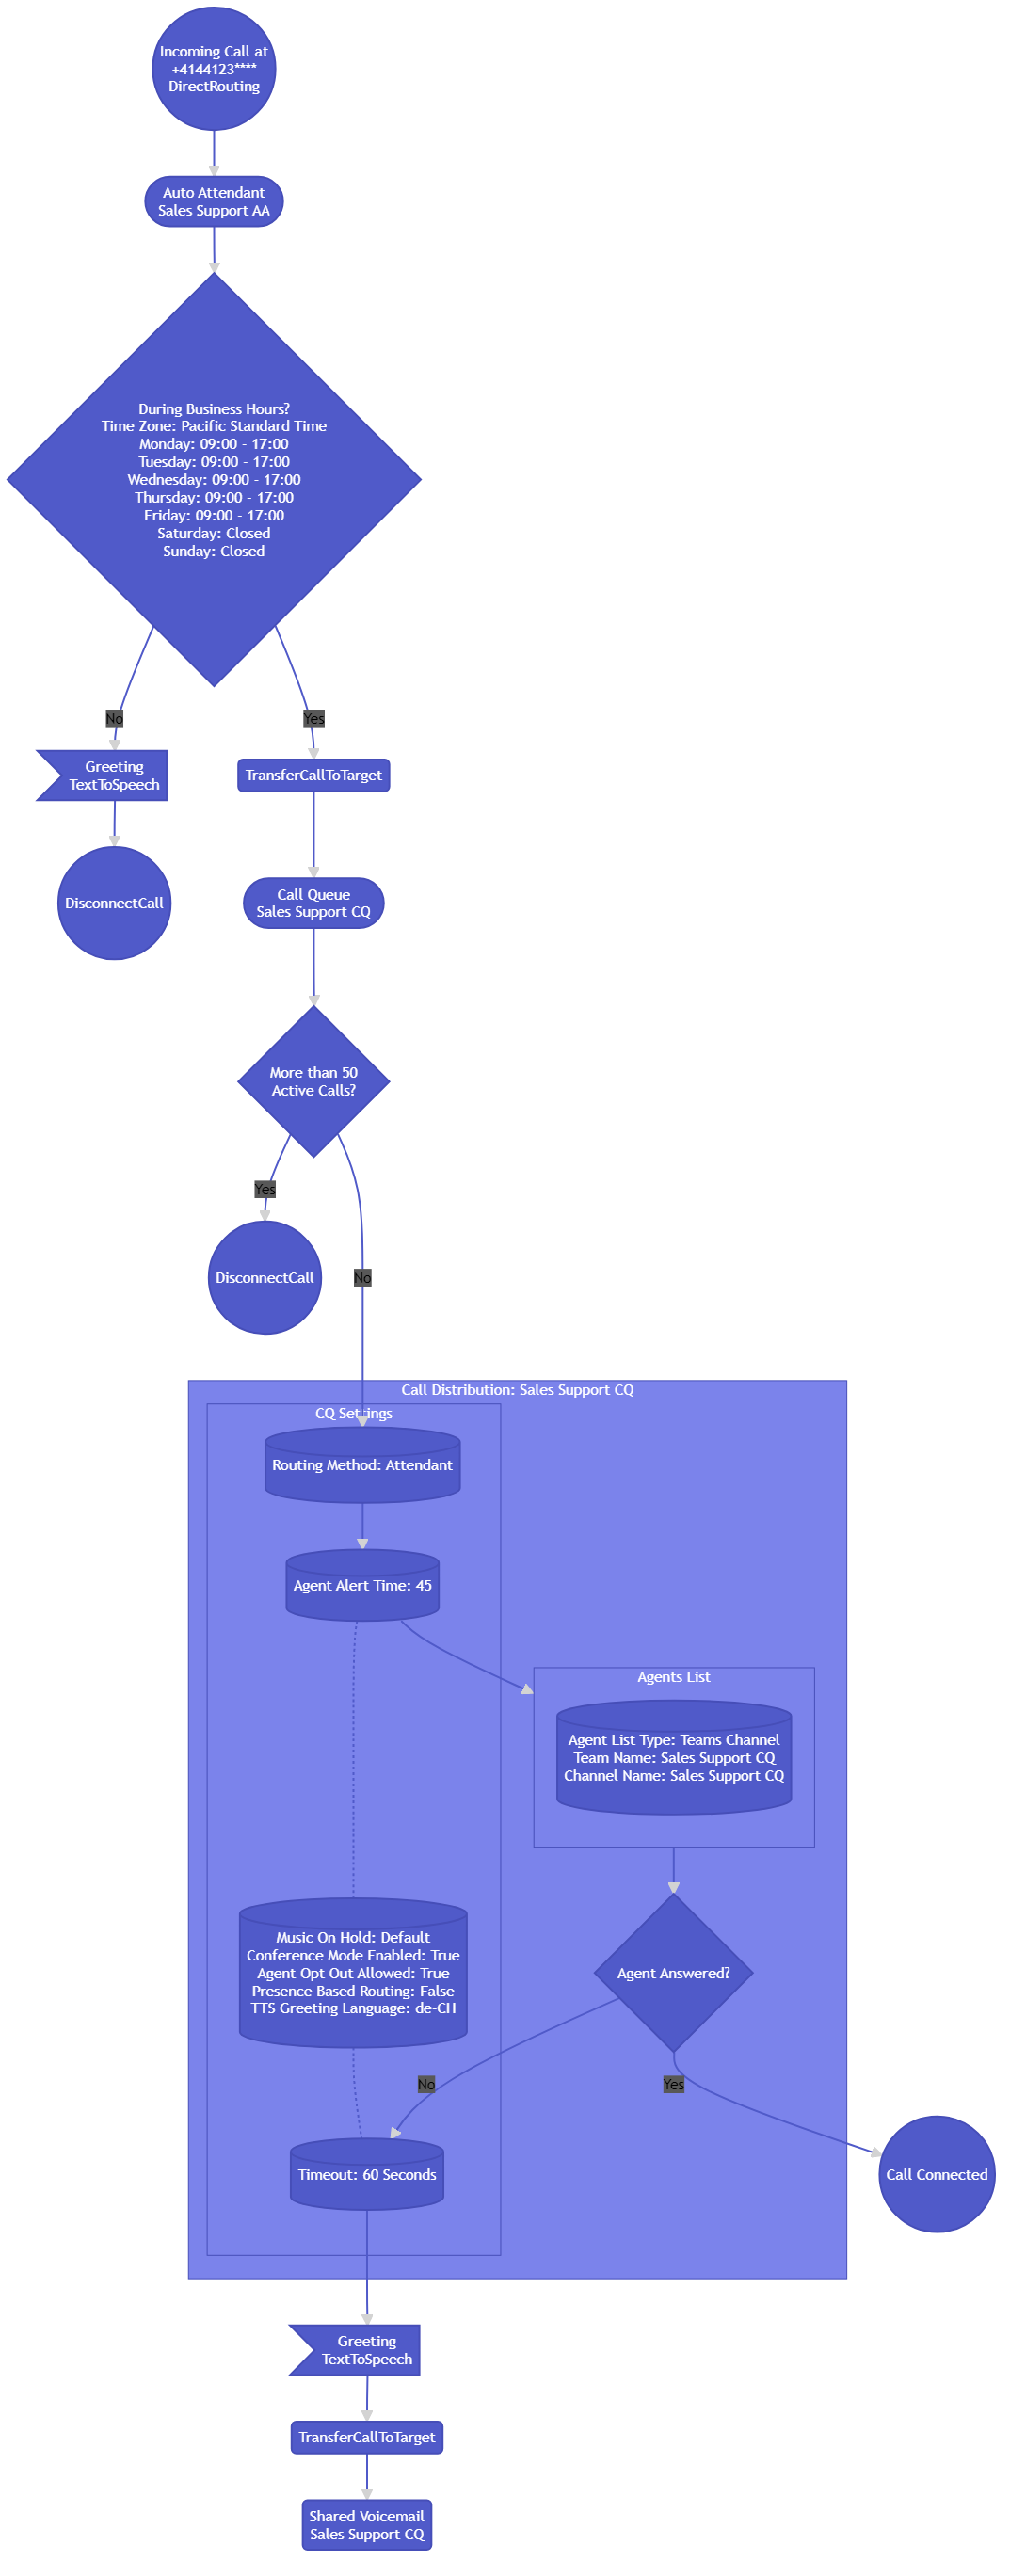 Incoming Call at
+4144123****
DirectRouting
Auto Attendant
Sales Support AA
During Business Hours?
Time Zone: Pacific Standard Time
Monday: 09:00 - 17:00
Tuesday: 09:00 - 17:00
Wednesday: 09:00 - 17:00
Thursday: 09:00 - 17:00
Friday: 09:00 - 17:00
Saturday: Closed
Sunday: Closed
No
Yes
Greeting
TextToSpeech
TransferCallToTarget
DisconnectCall
Call Queue
Sales Support CQ
More than 50
Active Calls?
Yes
DisconnectCall
No
Call Distribution: Sales Support CQ
CQ Settings
Routing Method: Attendant
Agent Alert Time: 45
Agents List
Agent List Type: Teams Channel
Team Name: Sales Support CQ
Channel Name: Sales Support CQ
Music On Hold: Default
Conference Mode Enabled: True
Agent Opt Out Allowed: True
Presence Based Routing: False
TTS Greeting Language: de-CH
Agent Answered?
No
Yes
Timeout: 60 Seconds
Call Connected
Greeting
TextToSpeech
TransferCallToTarget
Shared Voicemail
Sales Support CQ